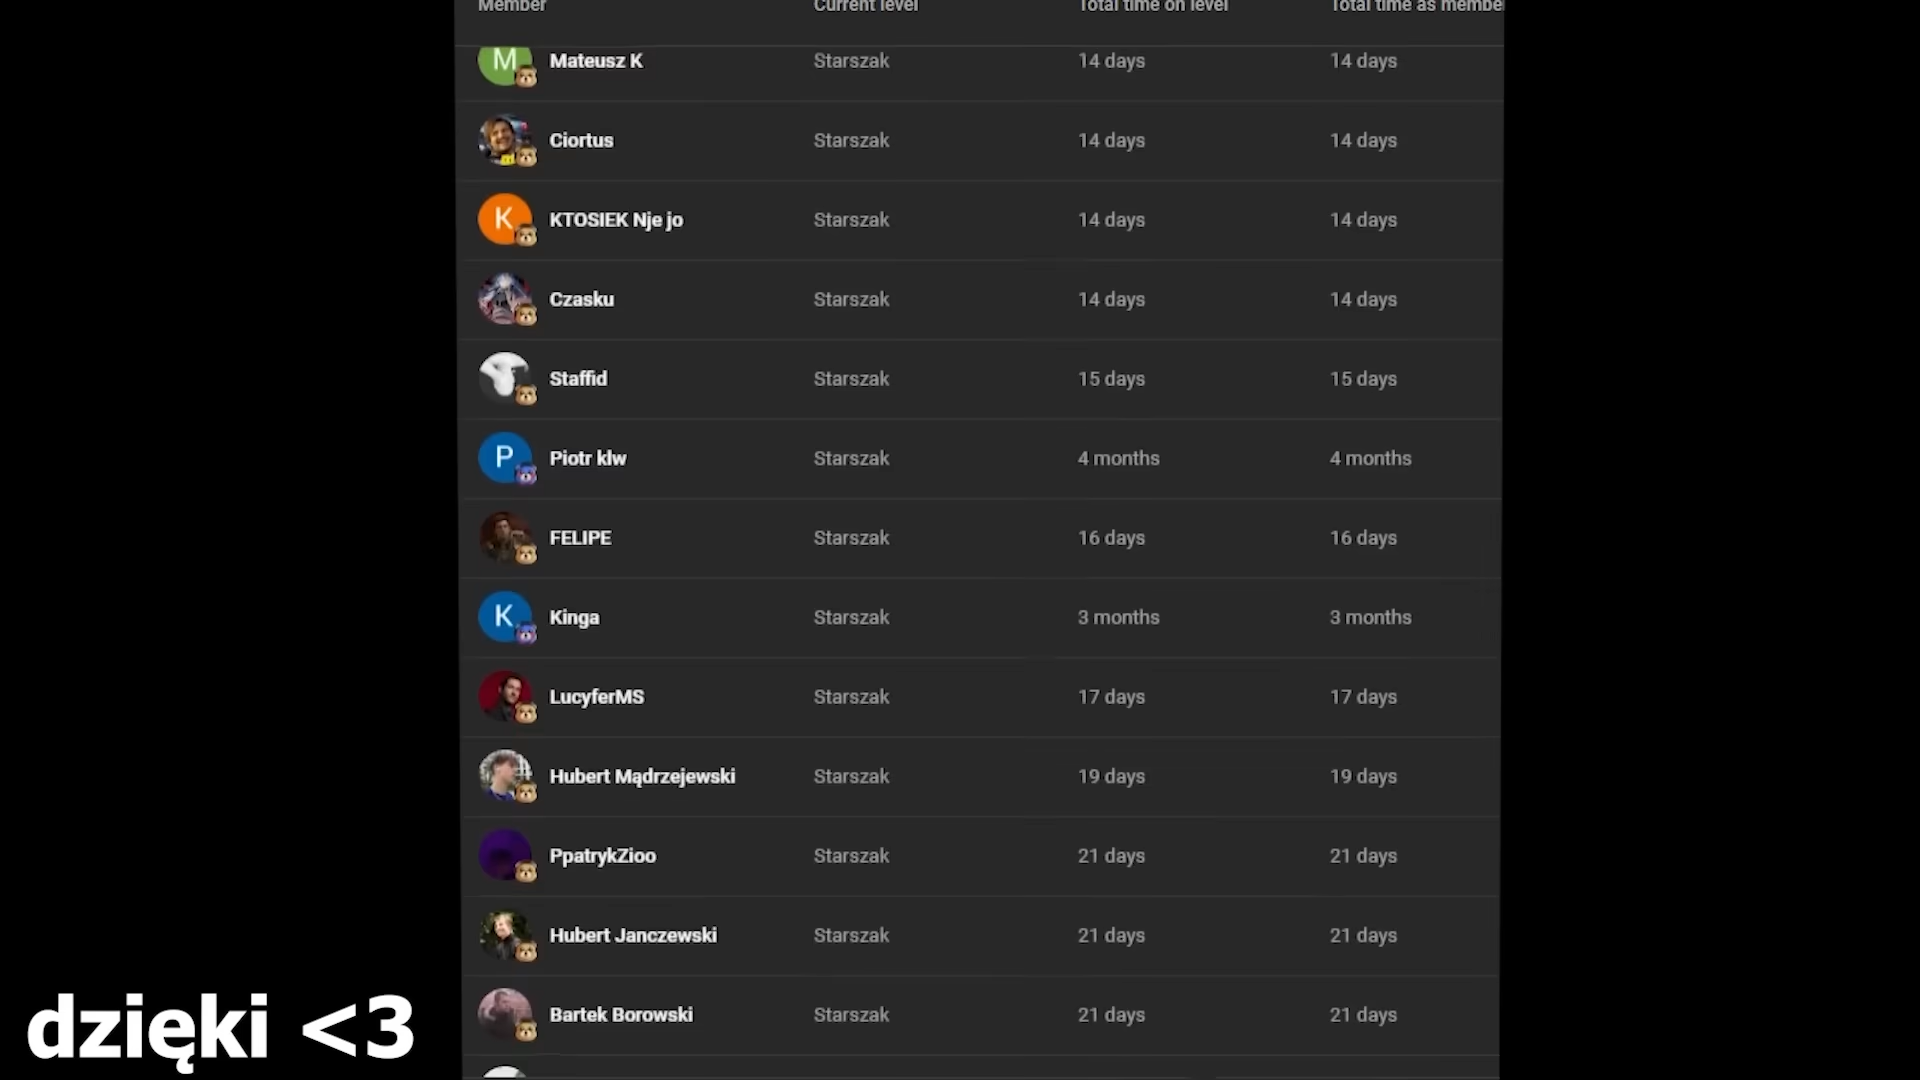 Member Current level Total time on level Total time as member
M Mateusz K Starszak 14 days 14 days
Ciortus Starszak 14 days 14 days
K KTOSIEK Nje jo Starszak 14 days 14 days
Czasku Starszak 14 days 14 days
Staffid Starszak 15 days 15 days
P Piotr klw Starszak 4 months 4 months
FELIPE Starszak 16 days 16 days
K Kinga Starszak 3 months 3 months
LucyferMS Starszak 17 days 17 days
Hubert Mądrzejewski Starszak 19 days 19 days
PpatrykZioo Starszak 21 days 21 days
Hubert Janczewski Starszak 21 days 21 days
Bartek Borowski Starszak 21 days 21 days
dzięki <3